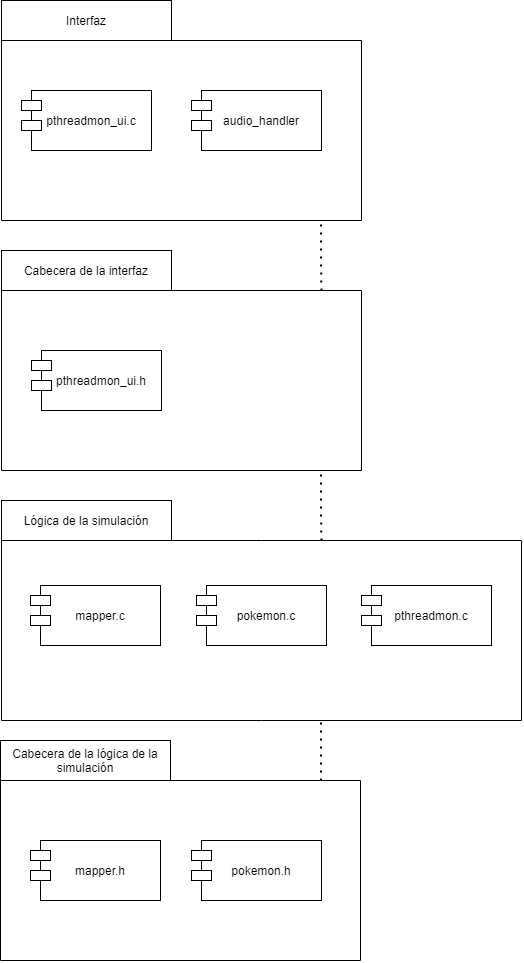 Interfaz
pthreadmon_ui.c
audio_handler
Cabecera de la interfaz
pthreadmon_ui.h
Lógica de la simulación
mapper.c
pokemon.c
pthreadmon.c
Cabecera de la lógica de la
simulación
mapper.h
pokemon.h